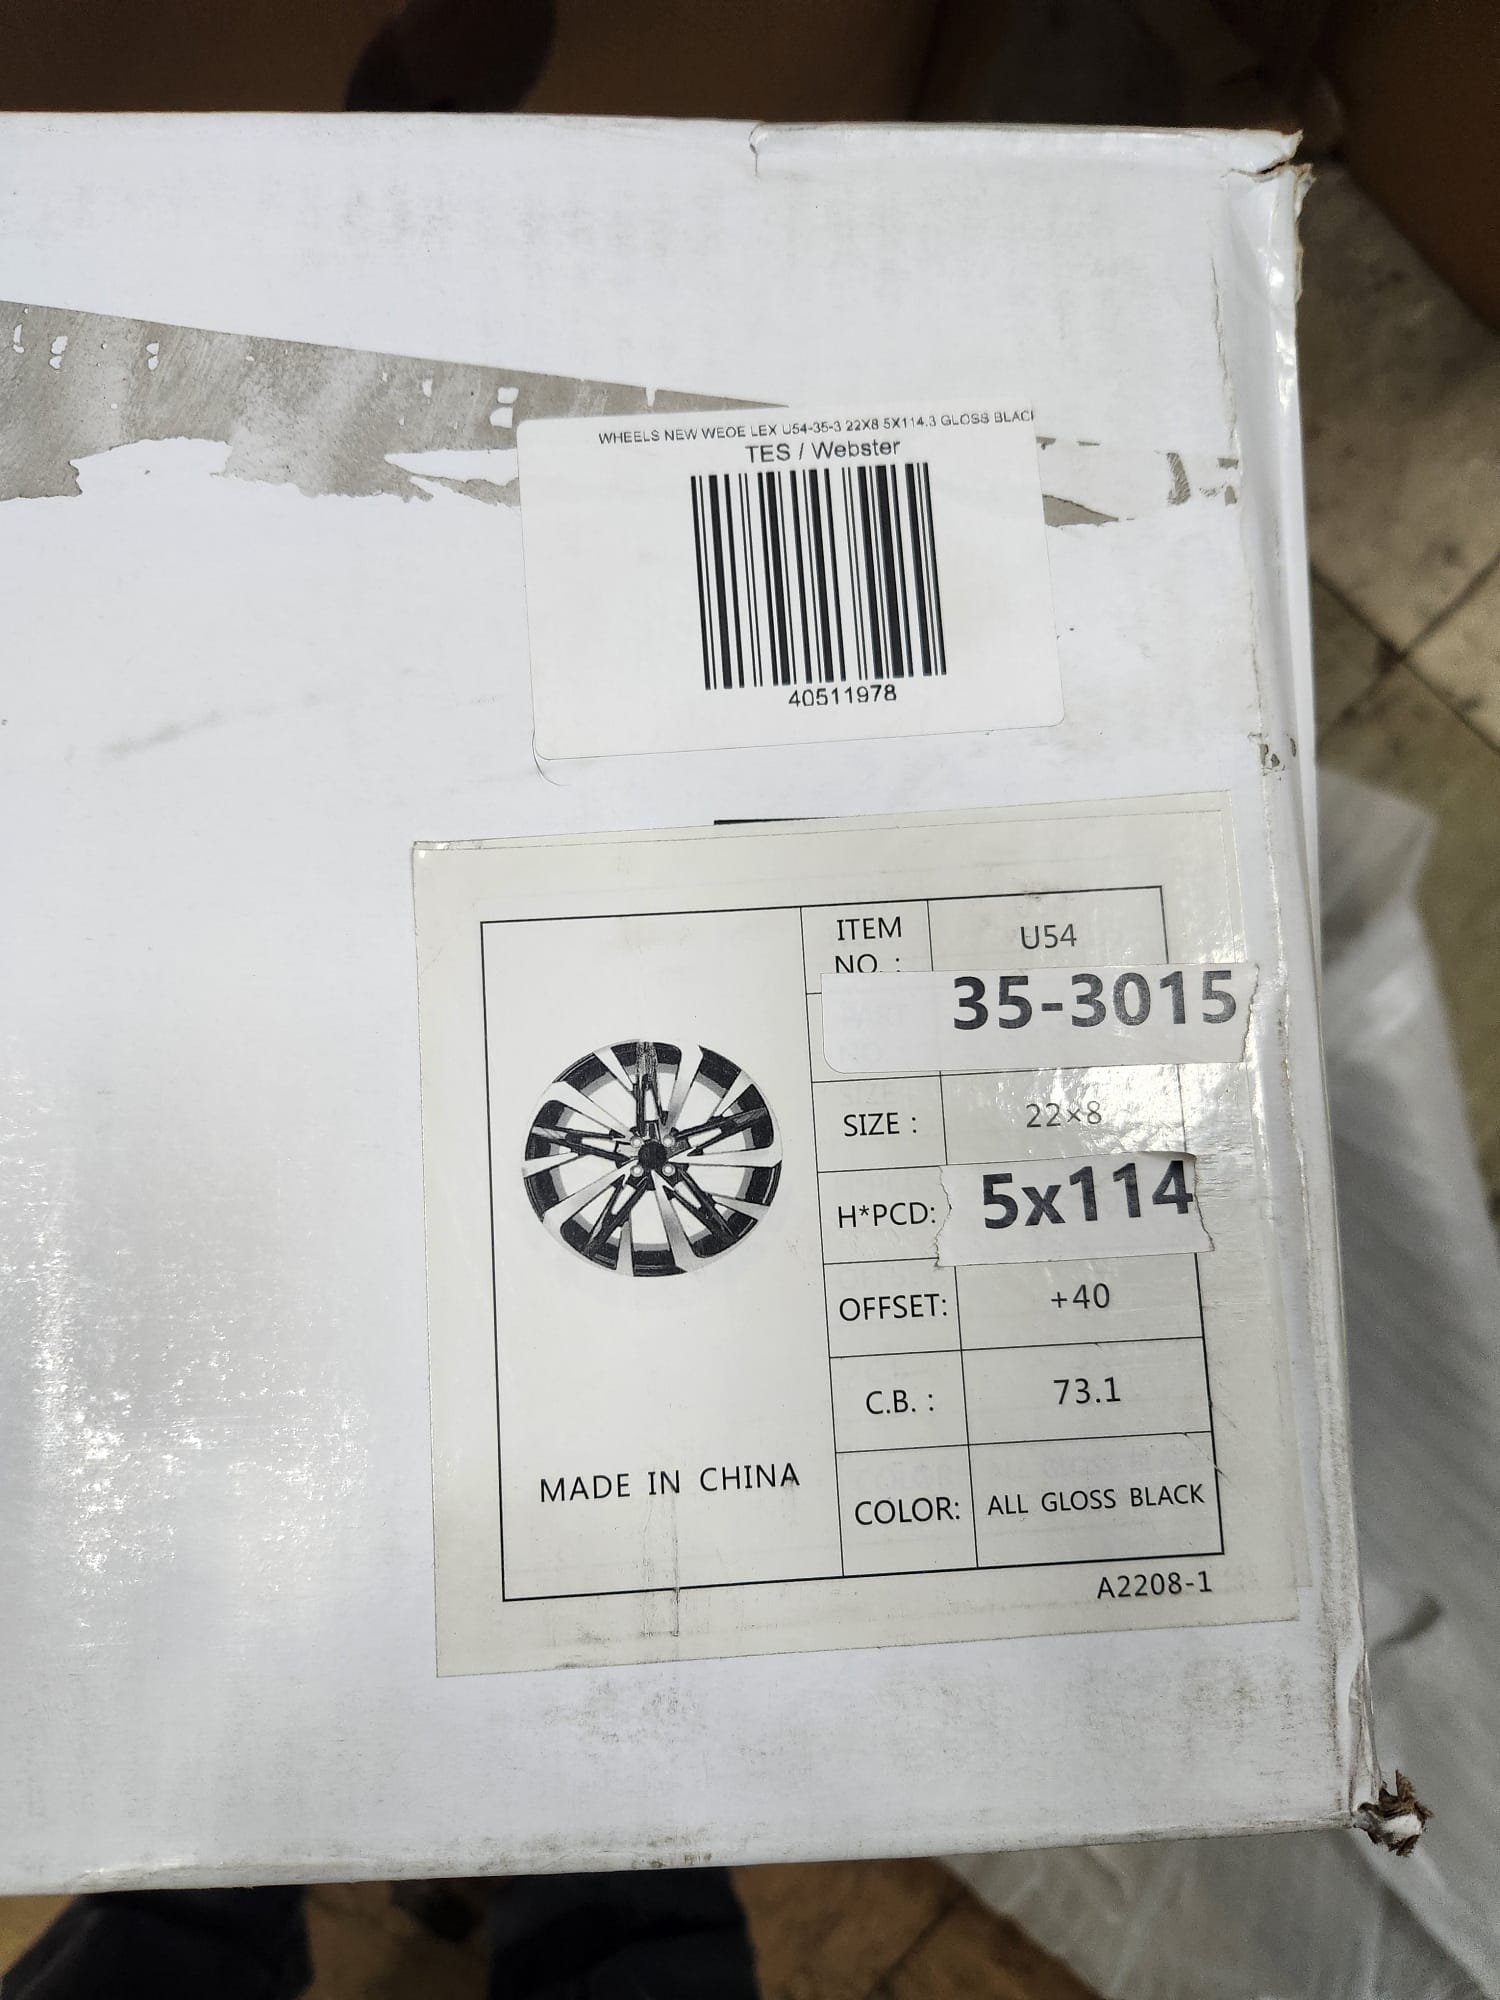 WHEELS NEW WEOE LEX U54-35-3 22X8 5X114.3 GLOSS BLAC
TES / Webster
40511978
ITEM NO. : U54
35-3015
SIZE : 22×8
H*PCD: 5x114
OFFSET: +40
C.B. : 73.1
COLOR: ALL GLOSS BLACK
MADE IN CHINA
A2208-1